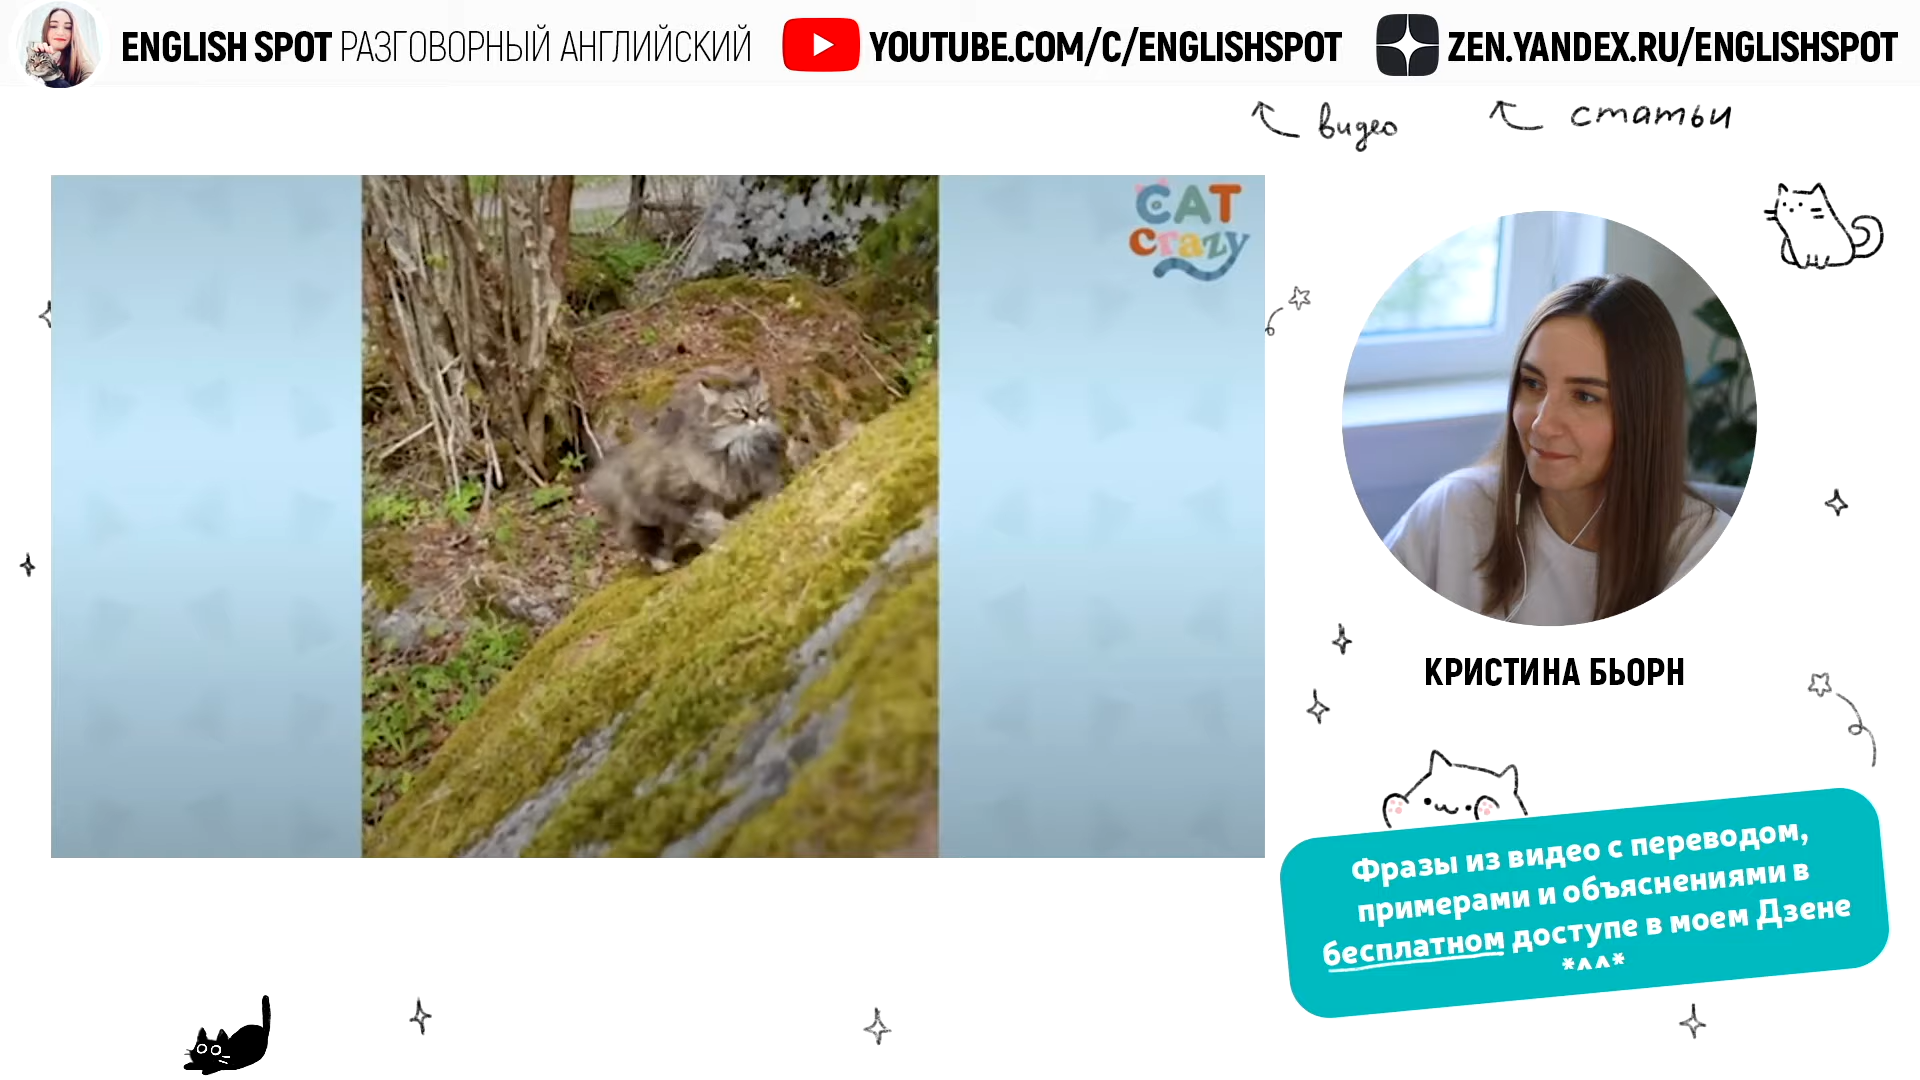 ENGLISH SPOT РАЗГОВОРНЫЙ АНГЛИЙСКИЙ YOUTUBE.COM/C/ENGLISHSPOT ZEN.YANDEX.RU/ENGLISHSPOT
видео статьи
CAT
crazy
КРИСТИНА БЬОРН
Фразы из видео с переводом,
примерами и объяснениями в
бесплатном доступе в моем Дзене
*^^*